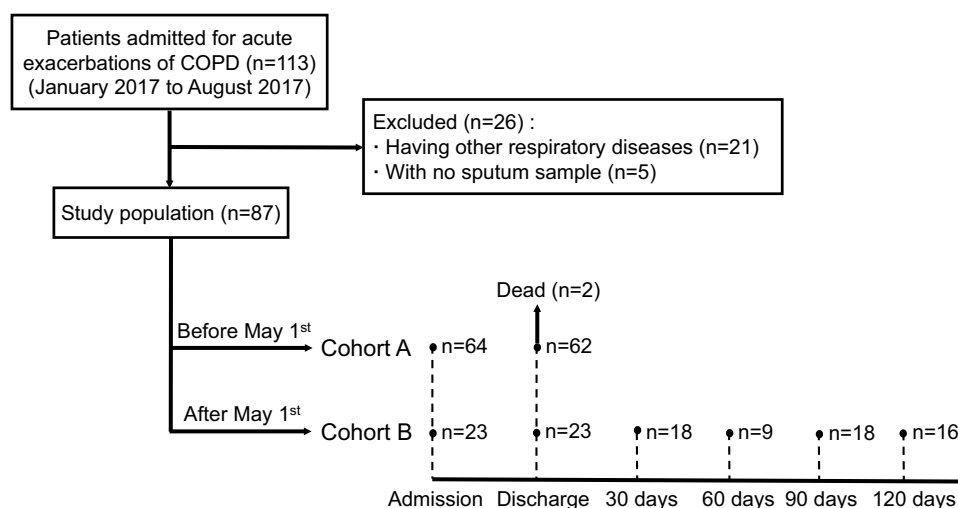 Patients admitted for acute
exacerbations of COPD (n=113)
(January 2017 to August 2017)
Excluded (n=26) :
· Having other respiratory diseases (n=21)
· With no sputum sample (n=5)
Study population (n=87)
Dead (n=2)
Before May 1st
Cohort A
n=64
n=62
After May 1st
Cohort B
n=23
n=23
n=18
n=9
n=18
n=16
Admission
Discharge
30 days
60 days
90 days
120 days